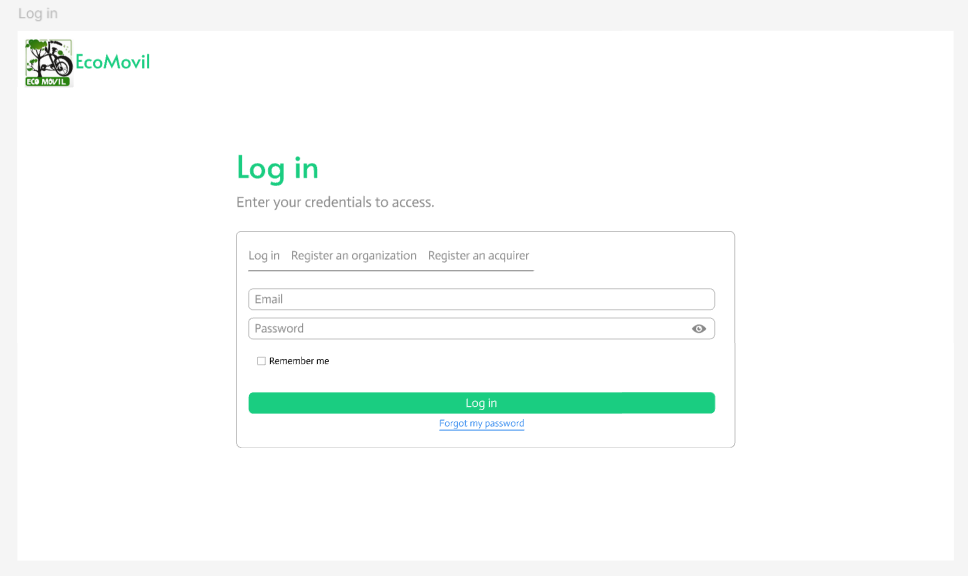 Log in
ECO MOVIL
EcoMovil
Log in
Enter your credentials to access.
Log in Register an organization Register an acquirer
Email
Password
Remember me
Log in
Forgot my password